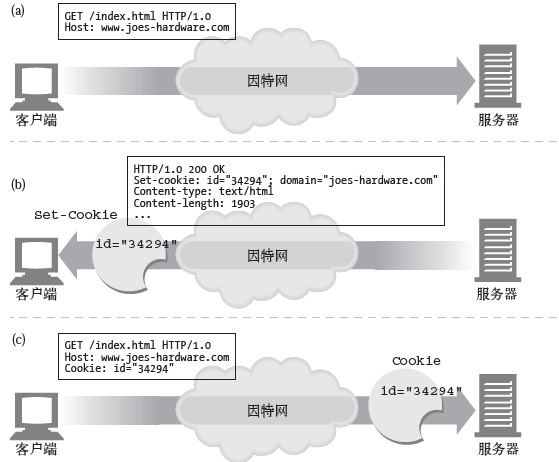 (a)
GET /index.html HTTP/1.0
Host: www.joes-hardware.com
因特网
客户端
服务器
(b)
HTTP/1.0 200 OK
Set-cookie: id="34294"; domain="joes-hardware.com"
Content-type: text/html
Content-length: 1903
...
Set-Cookie
id="34294"
因特网
客户端
服务器
(c)
GET /index.html HTTP/1.0
Host: www.joes-hardware.com
Cookie: id="34294"
Cookie
id="34294"
因特网
客户端
服务器